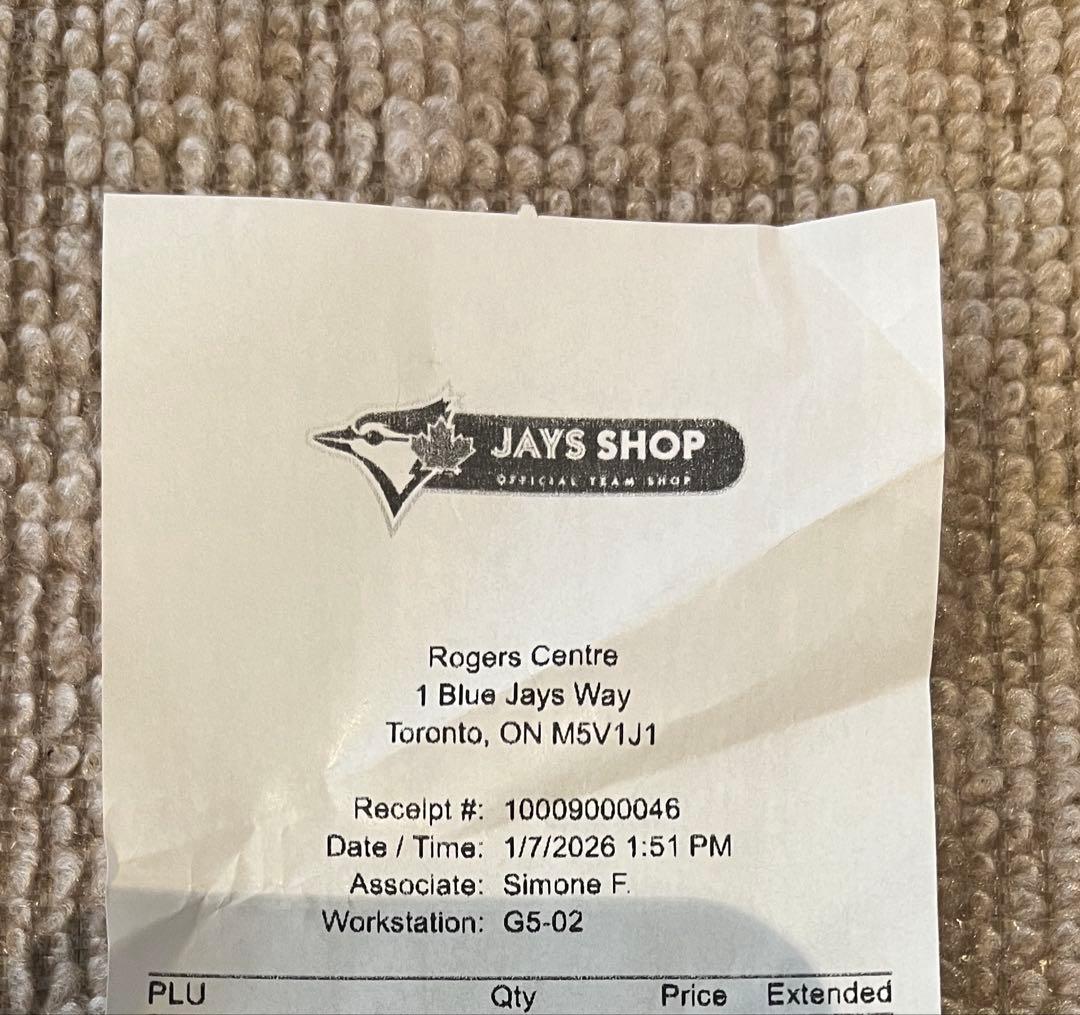 JAYS SHOP
OFFICIAL TEAM SHOP
Rogers Centre
1 Blue Jays Way
Toronto, ON M5V1J1
Receipt #: 10009000046
Date / Time: 1/7/2026 1:51 PM
Associate: Simone F.
Workstation: G5-02
PLU Qty Price Extended